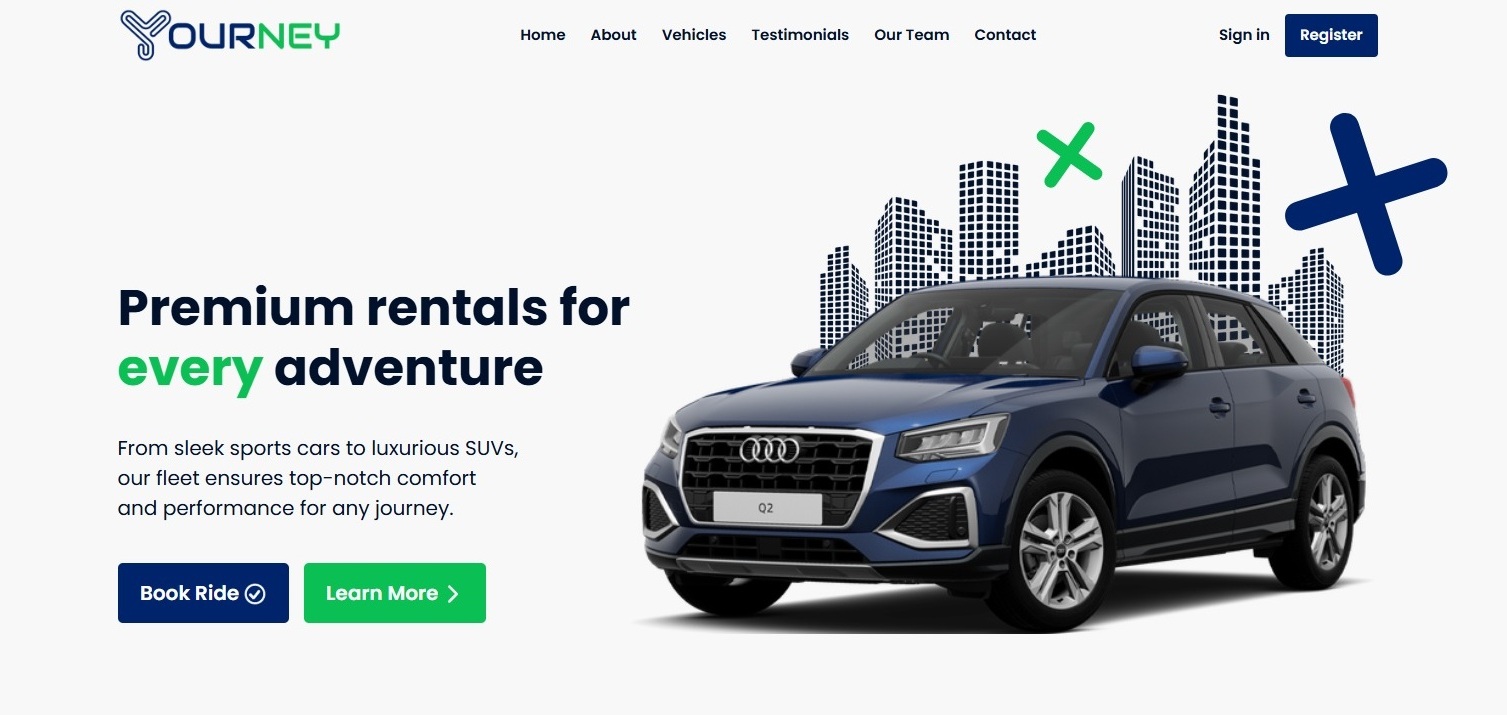 YOURNEY
Home About Vehicles Testimonials Our Team Contact
Sign in Register
Premium rentals for
every adventure
From sleek sports cars to luxurious SUVs,
our fleet ensures top-notch comfort
and performance for any journey.
Book Ride Learn More
Q2